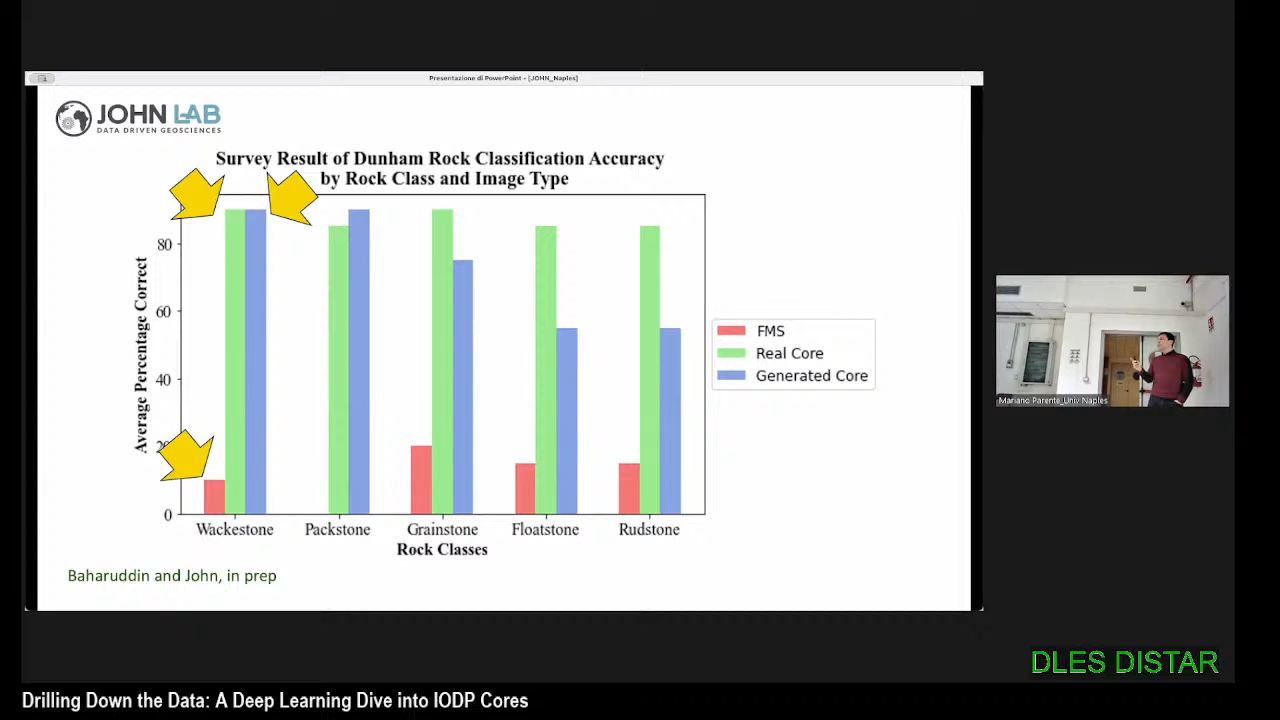 Presentazione di PowerPoint - [JOHN_Naples]
JOHN LAB
DATA DRIVEN GEOSCIENCES
Survey Result of Dunham Rock Classification Accuracy
by Rock Class and Image Type
Average Percentage Correct
80
60
40
20
0
Wackestone Packstone Grainstone Floatstone Rudstone
Rock Classes
FMS
Real Core
Generated Core
Baharuddin and John, in prep
Mariano Parente_Univ Naples
DLES DISTAR
Drilling Down the Data: A Deep Learning Dive into IODP Cores